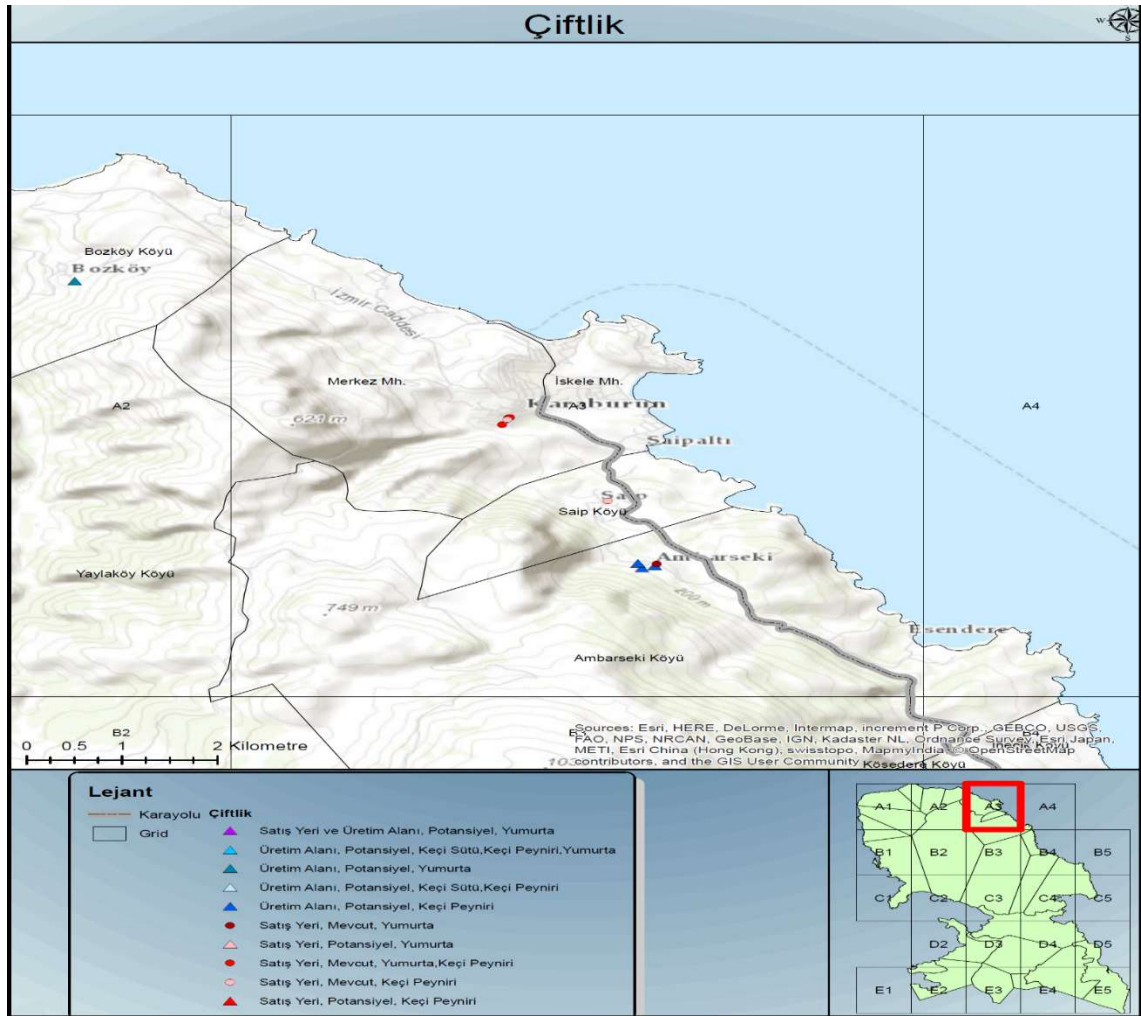 Çiftlik
W
S
Bozköy Köyü
Bozköy
İzmir Caddesi
Merkez Mh.
İskele Mh.
A2
621 m
A3
Karaburun
A4
Saipaltı
Saip
Saip Köyü
Ambarseki
Yaylaköy Köyü
749 m
200 m
Esendere
Ambarseki Köyü
B2
0 0.5 1 2 Kilometre
Sources: Esri, HERE, DeLorme, Intermap, increment P Corp., GEBCO, USGS,
FAO, NPS, NRCAN, GeoBase, IGN, Kadaster NL, Ordnance Survey, Esri Japan,
METI, Esri China (Hong Kong), swisstopo, MapmyIndia, © OpenStreetMap
contributors, and the GIS User Community
B4
İnecik Köyü
Kösedere Köyü
Lejant
Karayolu
Grid
Çiftlik
Satış Yeri ve Üretim Alanı, Potansiyel, Yumurta
Üretim Alanı, Potansiyel, Keçi Sütü,Keçi Peyniri,Yumurta
Üretim Alanı, Potansiyel, Yumurta
Üretim Alanı, Potansiyel, Keçi Sütü,Keçi Peyniri
Üretim Alanı, Potansiyel, Keçi Peyniri
Satış Yeri, Mevcut, Yumurta
Satış Yeri, Potansiyel, Yumurta
Satış Yeri, Mevcut, Yumurta,Keçi Peyniri
Satış Yeri, Mevcut, Keçi Peyniri
Satış Yeri, Potansiyel, Keçi Peyniri
A1 A2 A3 A4
B1 B2 B3 B4 B5
C1 C2 C3 C4 C5
D2 D3 D4 D5
E1 E2 E3 E4 E5